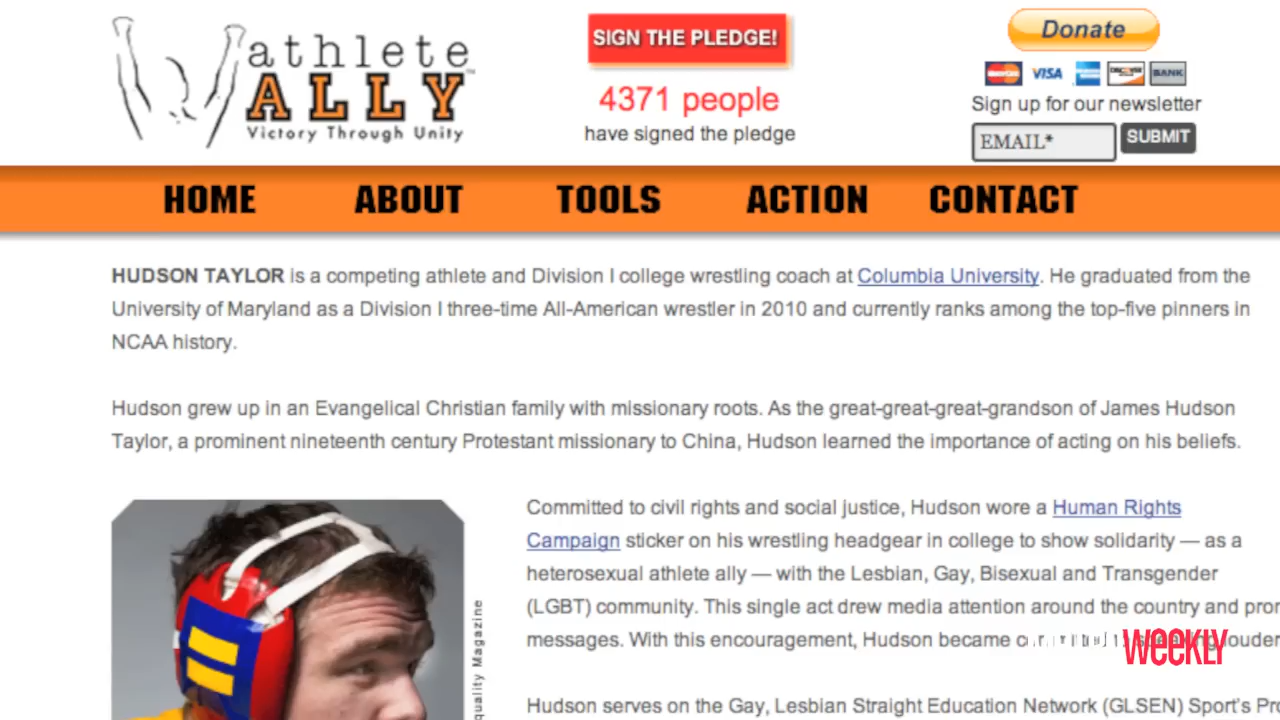 athlete
ALLY™
Victory Through Unity
SIGN THE PLEDGE!
4371 people
have signed the pledge
Donate
VISA
BANK
Sign up for our newsletter
EMAIL*
SUBMIT
HOME ABOUT TOOLS ACTION CONTACT
HUDSON TAYLOR is a competing athlete and Division I college wrestling coach at Columbia University. He graduated from the
University of Maryland as a Division I three-time All-American wrestler in 2010 and currently ranks among the top-five pinners in
NCAA history.
Hudson grew up in an Evangelical Christian family with missionary roots. As the great-great-great-grandson of James Hudson
Taylor, a prominent nineteenth century Protestant missionary to China, Hudson learned the importance of acting on his beliefs.
Committed to civil rights and social justice, Hudson wore a Human Rights
Campaign sticker on his wrestling headgear in college to show solidarity — as a
heterosexual athlete ally — with the Lesbian, Gay, Bisexual and Transgender
(LGBT) community. This single act drew media attention around the country and pron
messages. With this encouragement, Hudson became
WEEKLY
quality Magazine
Hudson serves on the Gay, Lesbian Straight Education Network (GLSEN) Sport's Pro